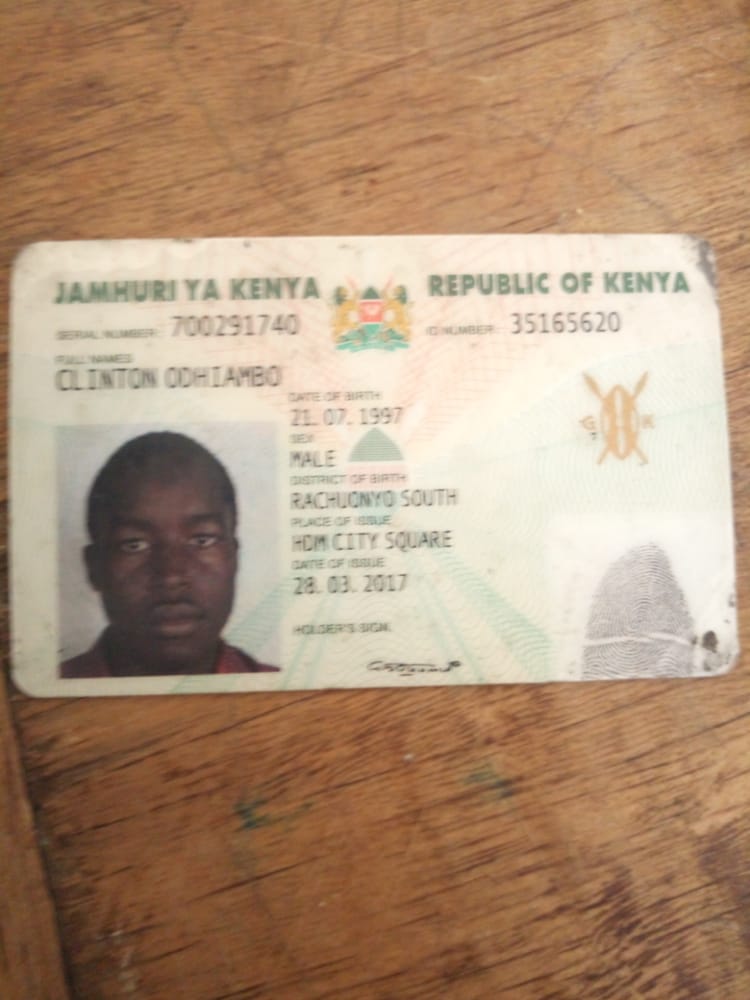 JAMHURI YA KENYA REPUBLIC OF KENYA
SERIAL NUMBER: 700291740 ID NUMBER: 35165620
FULL NAMES
CLINTON ODHIAMBO
DATE OF BIRTH
21. 07. 1997
SEX
MALE
DISTRICT OF BIRTH
RACHUONYO SOUTH
PLACE OF ISSUE
HDM CITY SQUARE
DATE OF ISSUE
28. 03. 2017
HOLDER'S SIGN.
G K